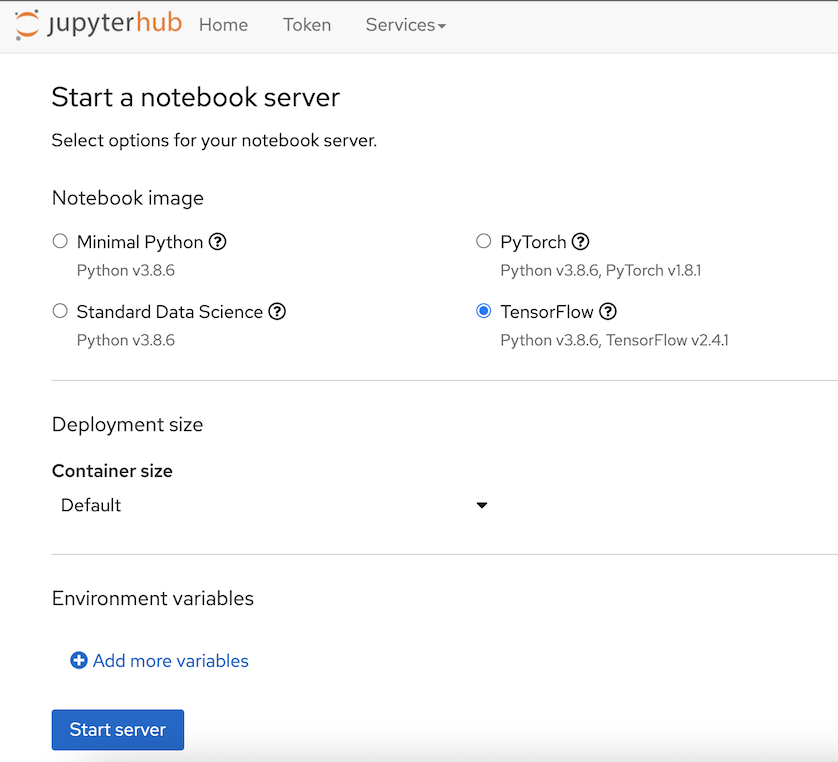 jupyterhub Home Token Services
Start a notebook server
Select options for your notebook server.
Notebook image
Minimal Python ?
Python v3.8.6
PyTorch ?
Python v3.8.6, PyTorch v1.8.1
Standard Data Science ?
Python v3.8.6
TensorFlow ?
Python v3.8.6, TensorFlow v2.4.1
Deployment size
Container size
Default
Environment variables
Add more variables
Start server